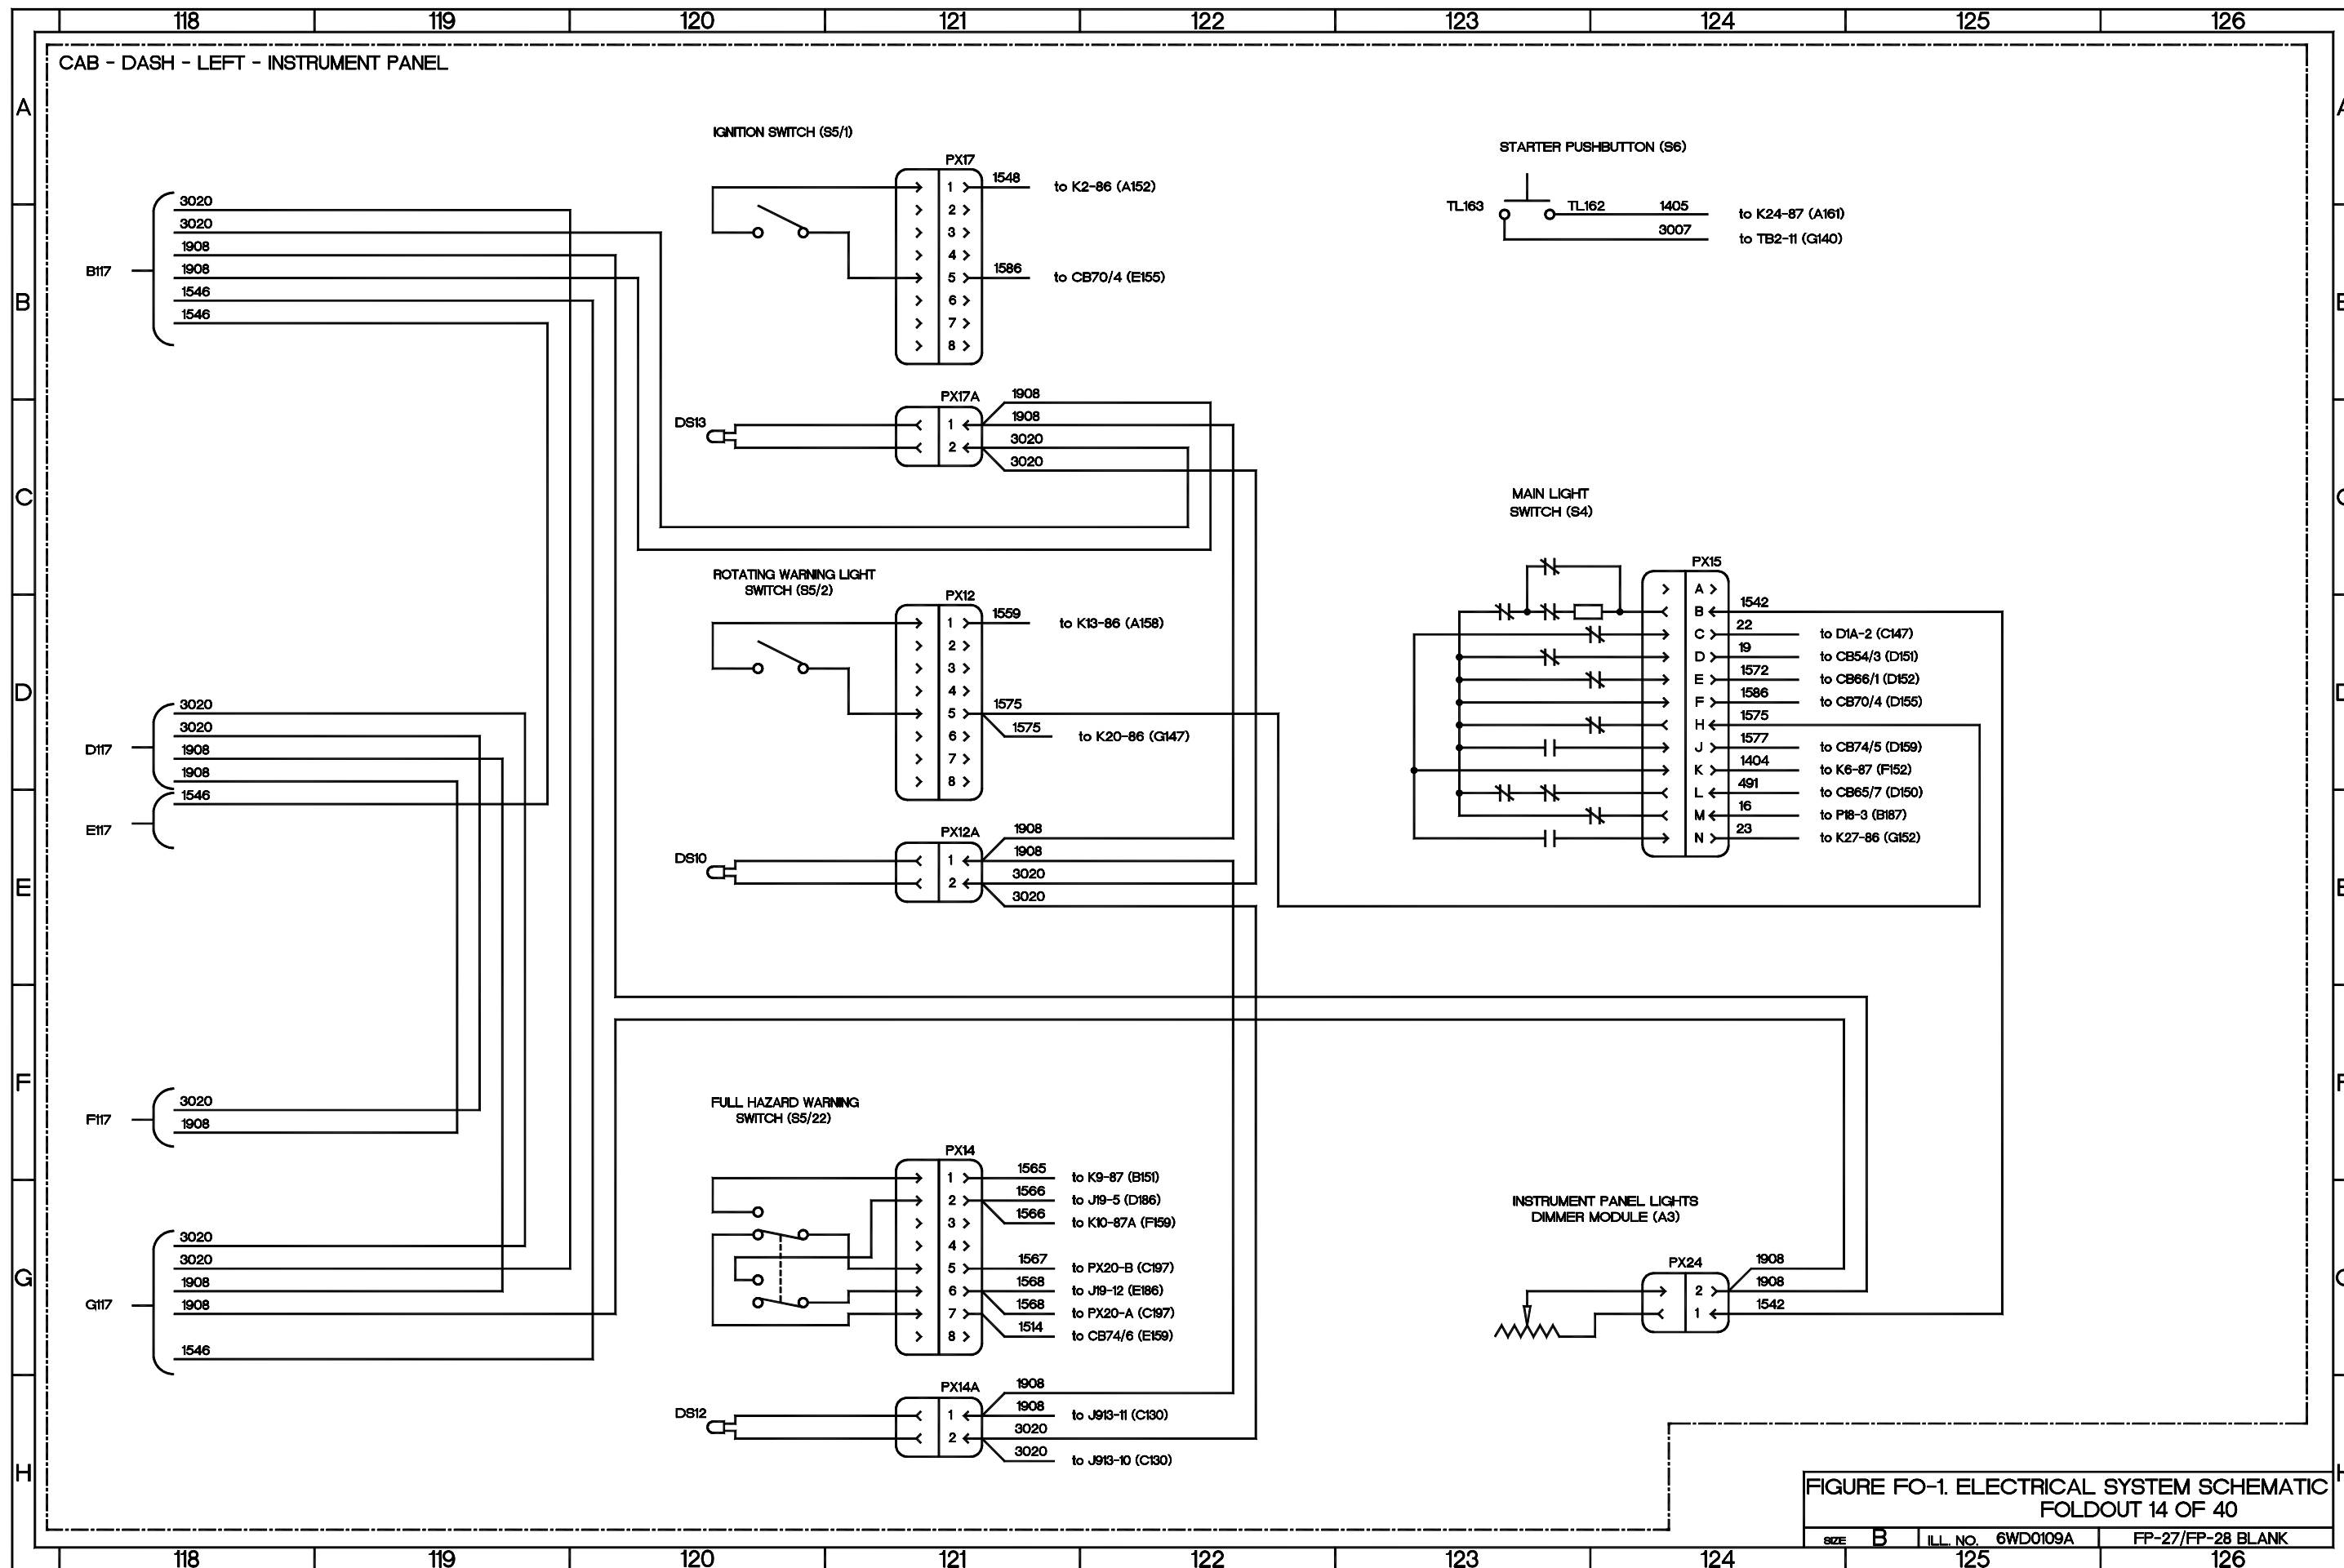 118 119 120 121 122 123 124 125 126
CAB - DASH - LEFT - INSTRUMENT PANEL
A
B
C
D
E
F
G
H
B117
3020
3020
1908
1908
1546
1546
D117
3020
3020
1908
1908
E117
1546
F117
3020
1908
G117
3020
3020
1908
1908
1546
IGNITION SWITCH (S5/1)
PX17
1 1548 to K2-86 (A152)
2
3
4
5 1586 to CB70/4 (E155)
6
7
8
DS13
PX17A
1908
1 1908
2 3020
3020
ROTATING WARNING LIGHT
SWITCH (S5/2)
PX12
1 1559 to K13-86 (A158)
2
3
4
5 1575
6 1575 to K20-86 (G147)
7
8
DS10
PX12A
1908
1 1908
2 3020
3020
FULL HAZARD WARNING
SWITCH (S5/22)
PX14
1 1565 to K9-87 (B151)
2 1566 to J19-5 (D186)
3 1566 to K10-87A (F159)
4
5 1567 to PX20-B (C197)
6 1568 to J19-12 (E186)
7 1568 to PX20-A (C197)
8 1514 to CB74/6 (E159)
DS12
PX14A
1908
1 1908 to J913-11 (C130)
2 3020
3020 to J913-10 (C130)
STARTER PUSHBUTTON (S6)
TL163 TL162 1405 to K24-87 (A161)
3007 to TB2-11 (G140)
MAIN LIGHT
SWITCH (S4)
PX15
A
B 1542
C 22 to D1A-2 (C147)
D 19 to CB54/3 (D151)
E 1572 to CB66/1 (D152)
F 1586 to CB70/4 (D155)
H 1575
J 1577 to CB74/5 (D159)
K 1404 to K6-87 (F152)
L 491 to CB65/7 (D150)
M 16 to P18-3 (B187)
N 23 to K27-86 (G152)
INSTRUMENT PANEL LIGHTS
DIMMER MODULE (A3)
PX24
1908
2 1908
1 1542
A
B
C
D
E
F
G
H
FIGURE FO-1. ELECTRICAL SYSTEM SCHEMATIC
FOLDOUT 14 OF 40
SIZE B ILL. NO. 6WD0109A FP-27/FP-28 BLANK
118 119 120 121 122 123 124 125 126